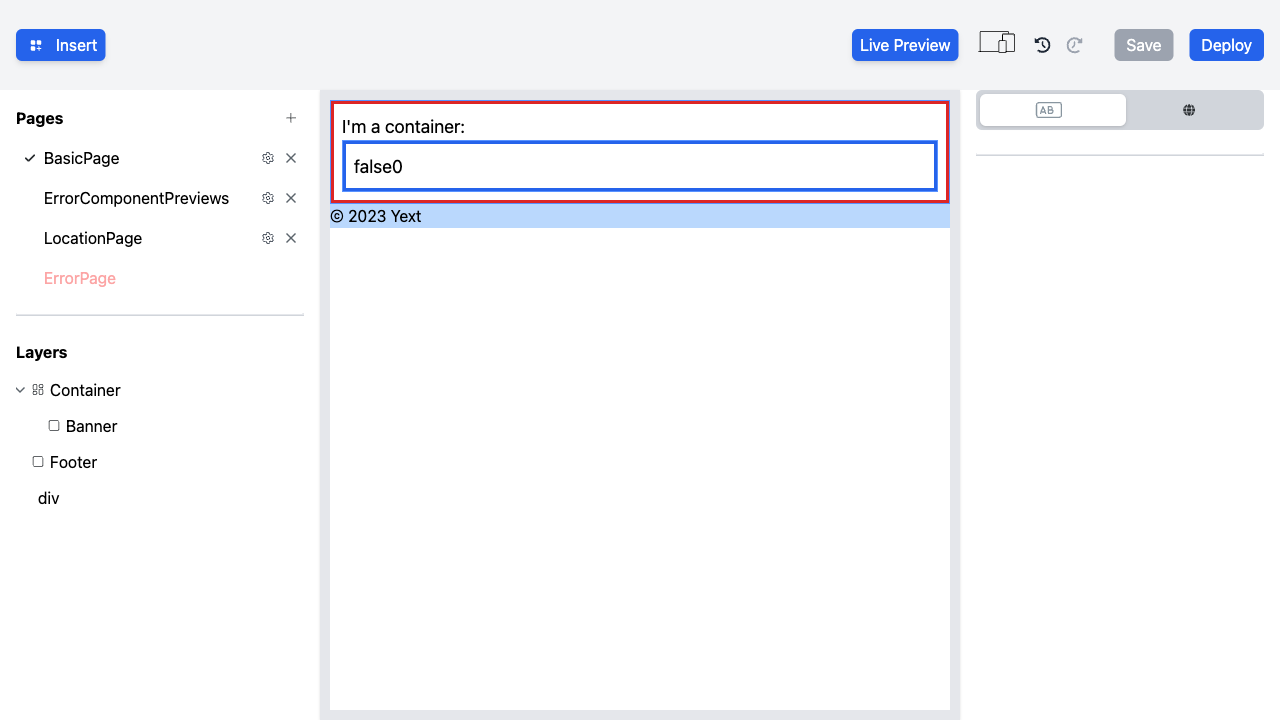 Insert
Live Preview
Save
Deploy
Pages
BasicPage
ErrorComponentPreviews
LocationPage
ErrorPage
Layers
Container
Banner
Footer
div
I'm a container:
false0
© 2023 Yext
AB